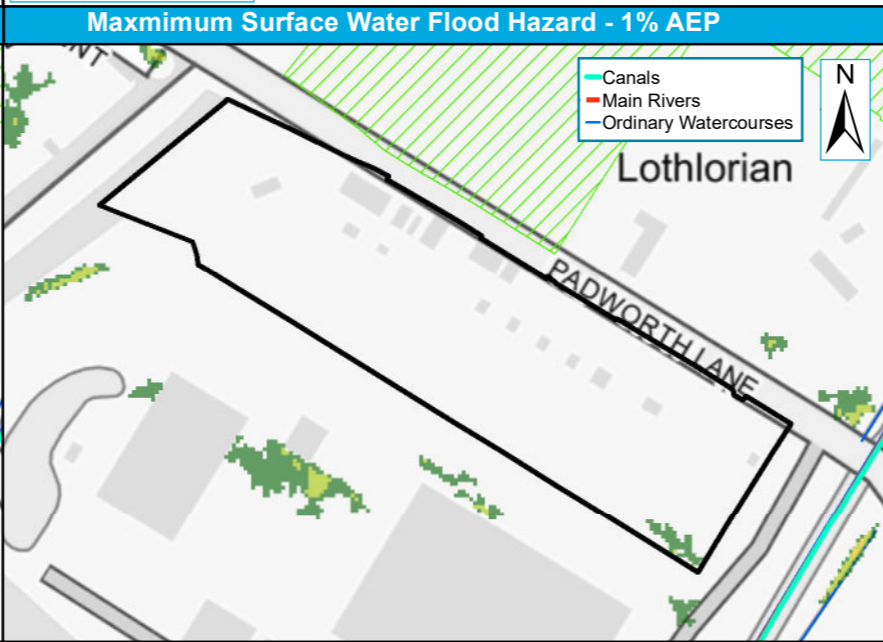 Maxmimum Surface Water Flood Hazard - 1% AEP
Canals
Main Rivers
Ordinary Watercourses
N
Lothlorian
PADWORTH LANE